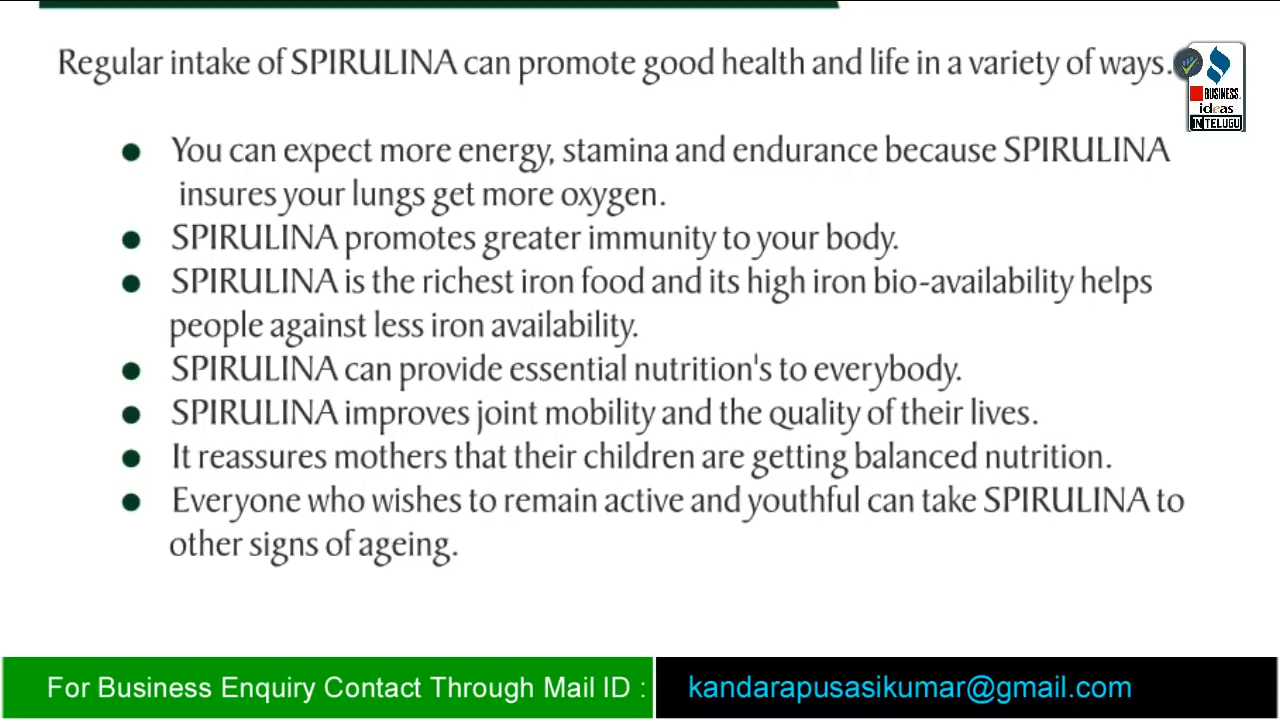 Regular intake of SPIRULINA can promote good health and life in a variety of ways.
BUSINESS
ideas
IN TELUGU
You can expect more energy, stamina and endurance because SPIRULINA
insures your lungs get more oxygen.
SPIRULINA promotes greater immunity to your body.
SPIRULINA is the richest iron food and its high iron bio-availability helps
people against less iron availability.
SPIRULINA can provide essential nutrition's to everybody.
SPIRULINA improves joint mobility and the quality of their lives.
It reassures mothers that their children are getting balanced nutrition.
Everyone who wishes to remain active and youthful can take SPIRULINA to
other signs of ageing.
For Business Enquiry Contact Through Mail ID : kandarapusasikumar@gmail.com